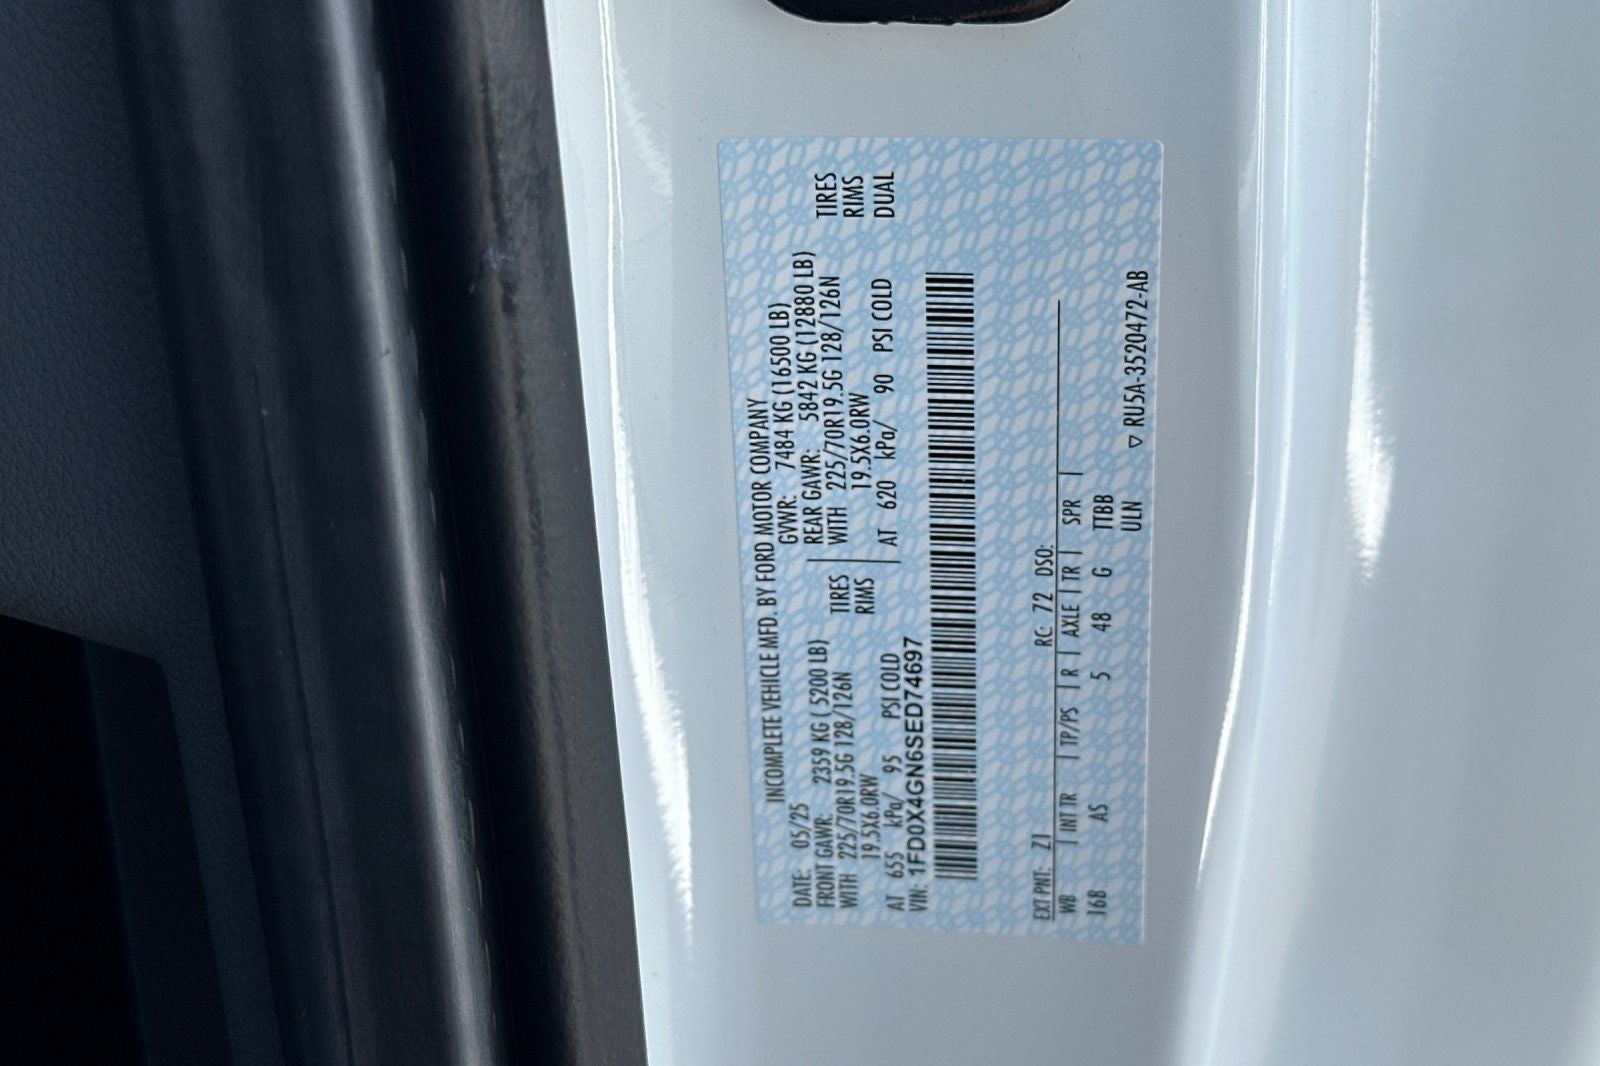 INCOMPLETE VEHICLE MFD. BY FORD MOTOR COMPANY
DATE: 05/25 GVWR: 7484 KG (16500 LB)
FRONT GAWR: 2359 KG ( 5200 LB) REAR GAWR: 5842 KG (12880 LB)
WITH 225/70R19.5G 128/126N TIRES WITH 225/70R19.5G 128/126N TIRES
19.5X6.0RW RIMS 19.5X6.0RW RIMS
AT 655 kPa/ 95 PSI COLD AT 620 kPa/ 90 PSI COLD DUAL
VIN: 1FD0X4GN6SED74697
EXT PNT: Z1 RC: 72 DSO:
WB | INT TR | TP/PS | R | AXLE | TR | SPR |
168 AS 5 48 G TTBB
ULN ▽ RU5A-3520472-AB